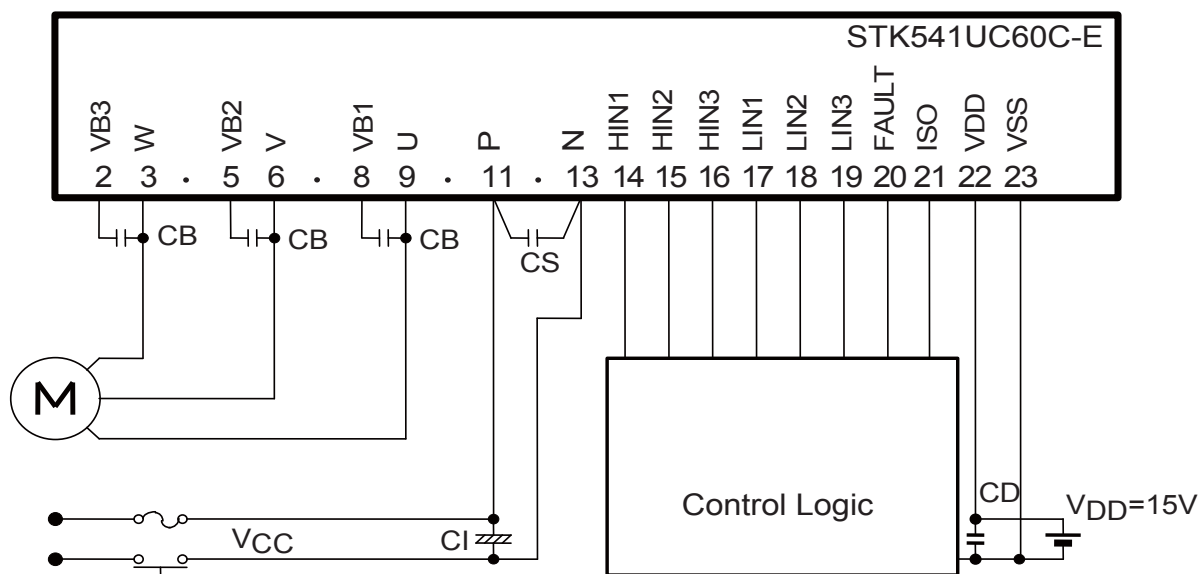 STK541UC60C-E
VB3 W VB2 V VB1 U P N HIN1 HIN2 HIN3 LIN1 LIN2 LIN3 FAULT ISO VDD VSS
2 3 . 5 6 . 8 9 . 11 . 13 14 15 16 17 18 19 20 21 22 23
CB CB CB CS
M
Control Logic
CD VDD=15V
VCC CI